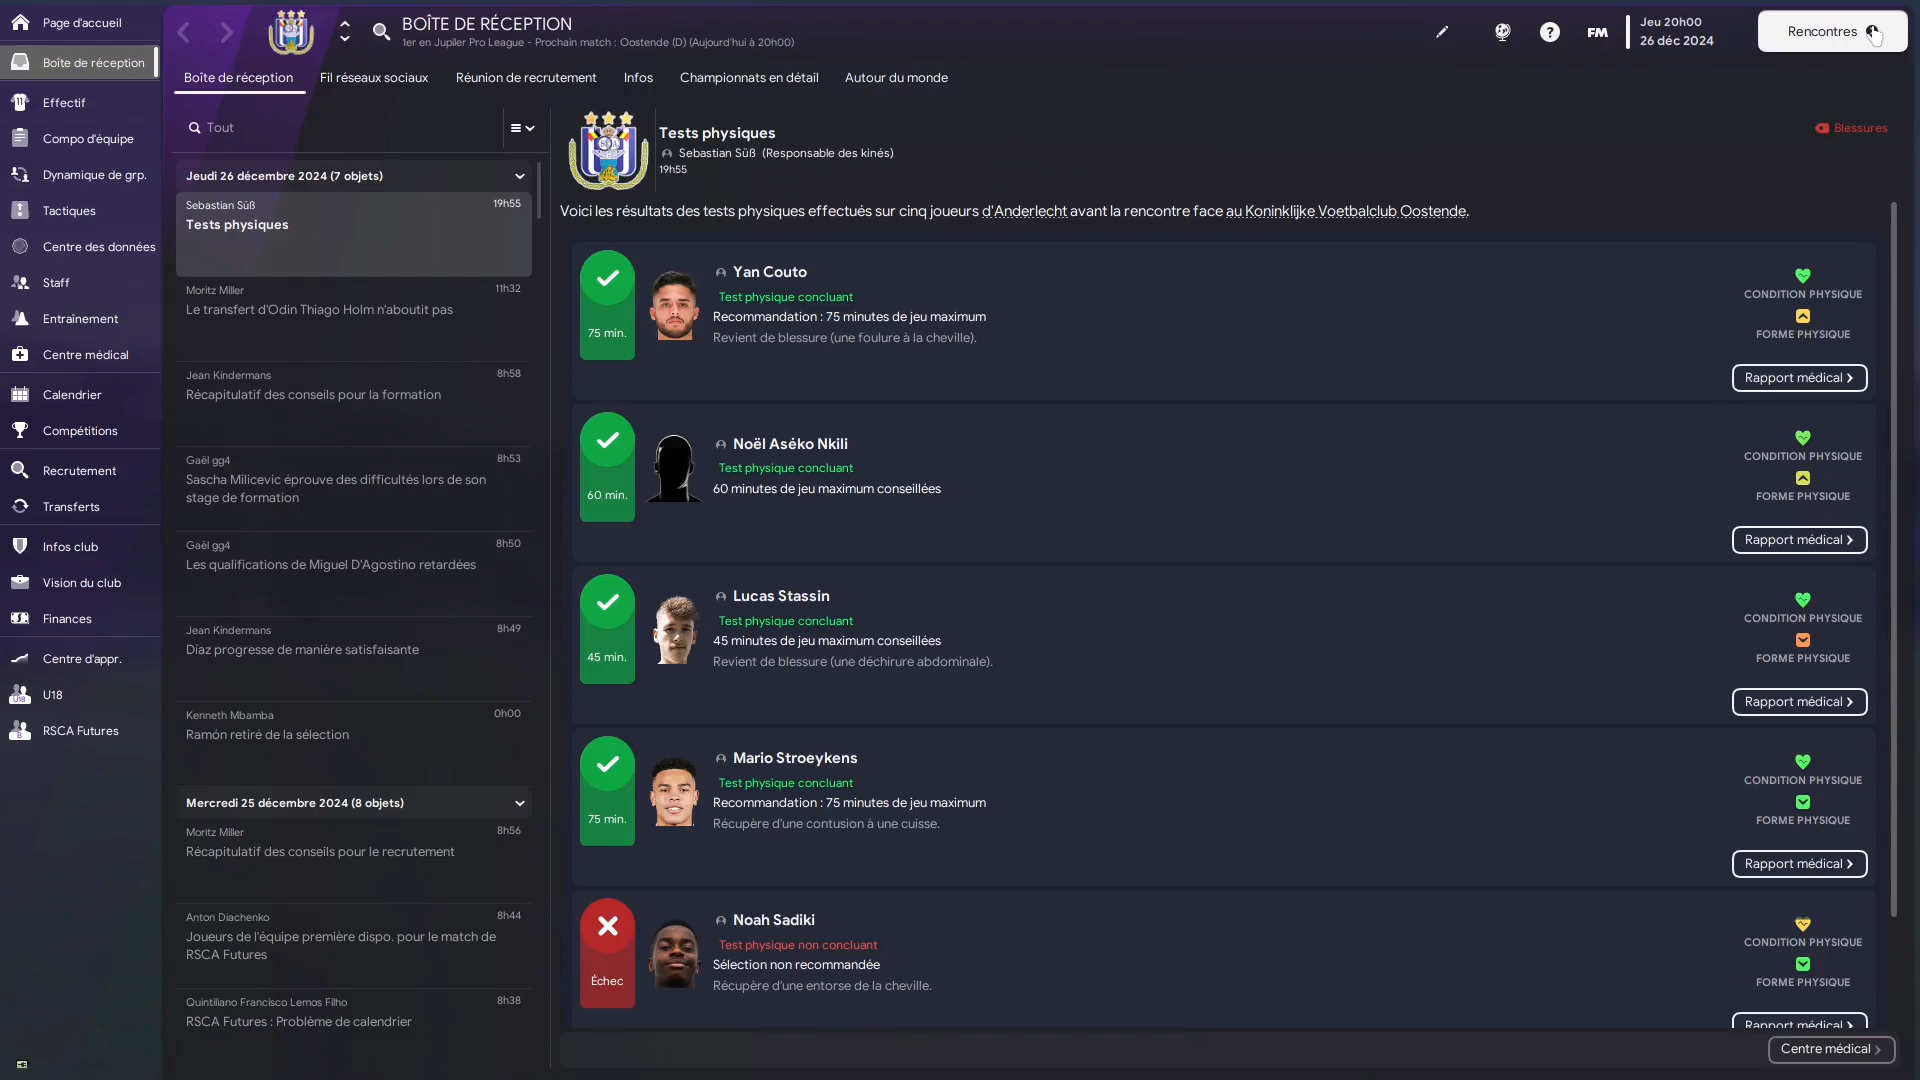 Page d'accueil
Boîte de réception
Effectif
Compo d'équipe
Dynamique de grp.
Tactiques
Centre des données
Staff
Entraînement
Centre médical
Calendrier
Compétitions
Recrutement
Transferts
Infos club
Vision du club
Finances
Centre d'appr.
U18
RSCA Futures
BOÎTE DE RÉCEPTION
1er en Jupiler Pro League - Prochain match : Oostende (D) (Aujourd'hui à 20h00)
FM
Jeu 20h00
26 déc 2024
Rencontres
Boîte de réception
Fil réseaux sociaux
Réunion de recrutement
Infos
Championnats en détail
Autour du monde
Tout
Jeudi 26 décembre 2024 (7 objets)
Sebastian Süß 19h55
Tests physiques
Moritz Miller 11h32
Le transfert d'Odin Thiago Holm n'aboutit pas
Jean Kindermans 8h58
Récapitulatif des conseils pour la formation
Gaël gg4 8h53
Sascha Milicevic éprouve des difficultés lors de son
stage de formation
Gaël gg4 8h50
Les qualifications de Miguel D'Agostino retardées
Jean Kindermans 8h49
Díaz progresse de manière satisfaisante
Kenneth Mbamba 0h00
Ramón retiré de la sélection
Mercredi 25 décembre 2024 (8 objets)
Moritz Miller 8h56
Récapitulatif des conseils pour le recrutement
Anton Diachenko 8h44
Joueurs de l'équipe première dispo. pour le match de
RSCA Futures
Quintiliano Francisco Lemos Filho 8h38
RSCA Futures : Problème de calendrier
Tests physiques
Sebastian Süß (Responsable des kinés)
19h55
Blessures
Voici les résultats des tests physiques effectués sur cinq joueurs d'Anderlecht avant la rencontre face au Koninklijke Voetbalclub Oostende.
75 min.
Yan Couto
Test physique concluant
Recommandation : 75 minutes de jeu maximum
Revient de blessure (une foulure à la cheville).
CONDITION PHYSIQUE
FORME PHYSIQUE
Rapport médical
60 min.
Noël Aséko Nkili
Test physique concluant
60 minutes de jeu maximum conseillées
CONDITION PHYSIQUE
FORME PHYSIQUE
Rapport médical
45 min.
Lucas Stassin
Test physique concluant
45 minutes de jeu maximum conseillées
Revient de blessure (une déchirure abdominale).
CONDITION PHYSIQUE
FORME PHYSIQUE
Rapport médical
75 min.
Mario Stroeykens
Test physique concluant
Recommandation : 75 minutes de jeu maximum
Récupère d'une contusion à une cuisse.
CONDITION PHYSIQUE
FORME PHYSIQUE
Rapport médical
Échec
Noah Sadiki
Test physique non concluant
Sélection non recommandée
Récupère d'une entorse de la cheville.
CONDITION PHYSIQUE
FORME PHYSIQUE
Rapport médical
Centre médical